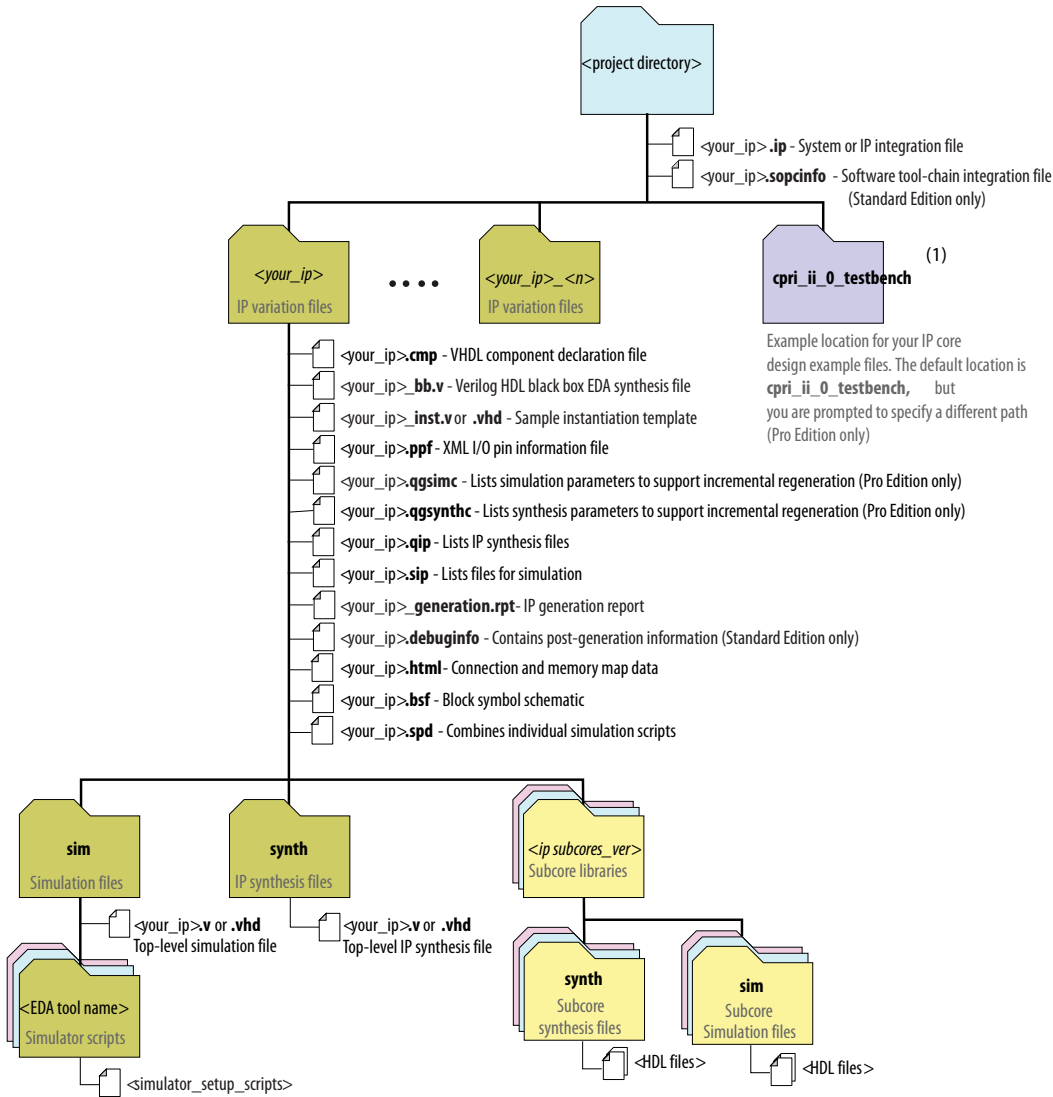 <project directory>
<your_ip>.ip - System or IP integration file
<your_ip>.sopcinfo - Software tool-chain integration file
(Standard Edition only)
<your_ip>
IP variation files
<your_ip>_<n>
IP variation files
cpri_ii_0_testbench
(1)
Example location for your IP core
design example files. The default location is
cpri_ii_0_testbench, but
you are prompted to specify a different path
(Pro Edition only)
<your_ip>.cmp - VHDL component declaration file
<your_ip>_bb.v - Verilog HDL black box EDA synthesis file
<your_ip>_inst.v or .vhd - Sample instantiation template
<your_ip>.ppf - XML I/O pin information file
<your_ip>.qgsimc - Lists simulation parameters to support incremental regeneration (Pro Edition only)
<your_ip>.qgsynthc - Lists synthesis parameters to support incremental regeneration (Pro Edition only)
<your_ip>.qip - Lists IP synthesis files
<your_ip>.sip - Lists files for simulation
<your_ip>_generation.rpt- IP generation report
<your_ip>.debuginfo - Contains post-generation information (Standard Edition only)
<your_ip>.html- Connection and memory map data
<your_ip>.bsf - Block symbol schematic
<your_ip>.spd - Combines individual simulation scripts
sim
Simulation files
synth
IP synthesis files
<ip subcores_ver>
Subcore libraries
<your_ip>.v or .vhd
Top-level simulation file
<your_ip>.v or .vhd
Top-level IP synthesis file
<EDA tool name>
Simulator scripts
synth
Subcore
synthesis files
sim
Subcore
Simulation files
<HDL files>
<HDL files>
<simulator_setup_scripts>